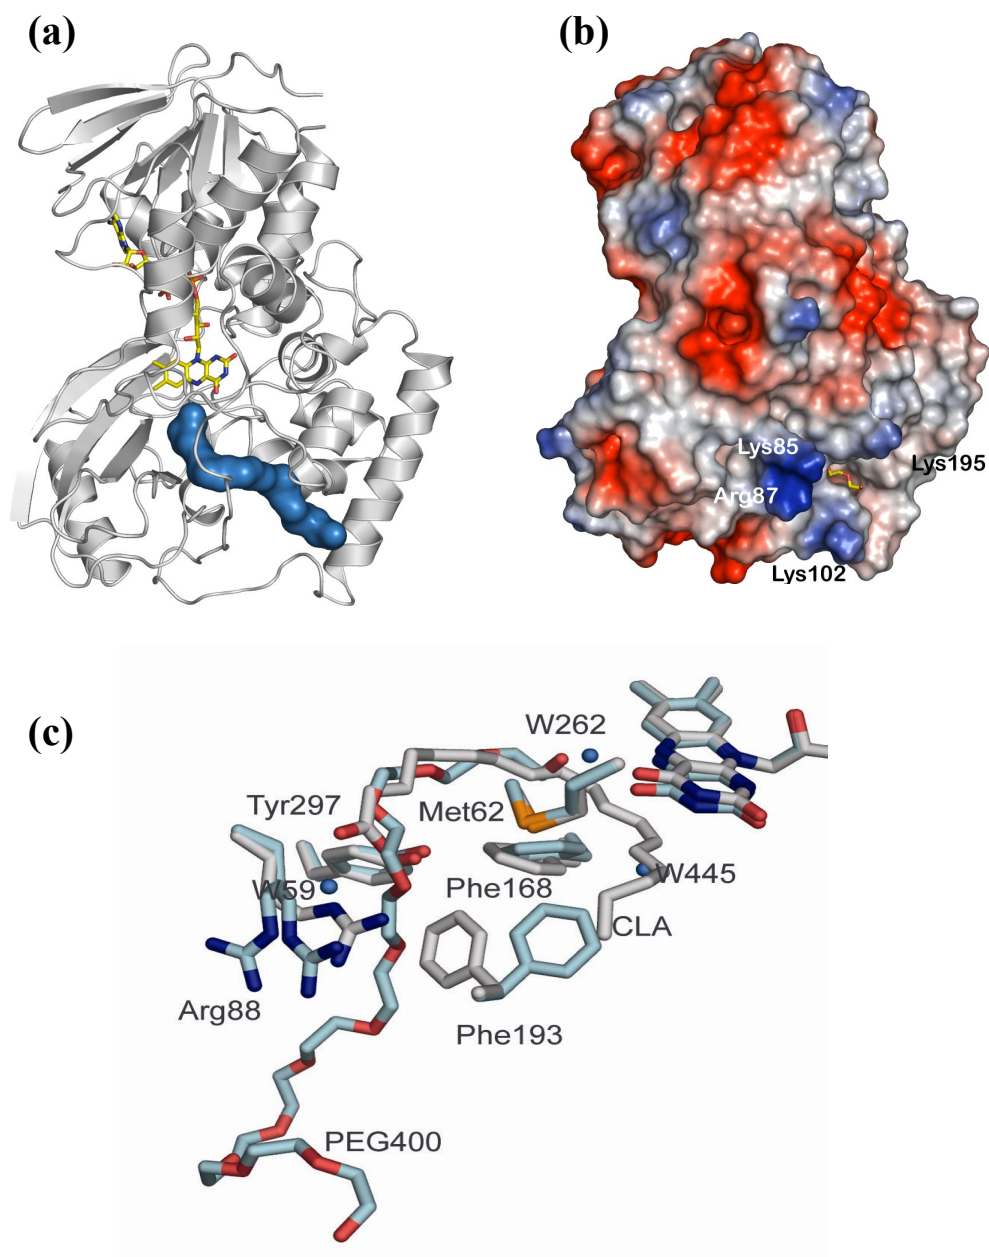 (a)
(b)
Lys85
Lys195
Arg87
Lys102
(c)
W262
Tyr297
Met62
W59
Phe168
W445
CLA
Arg88
Phe193
PEG400